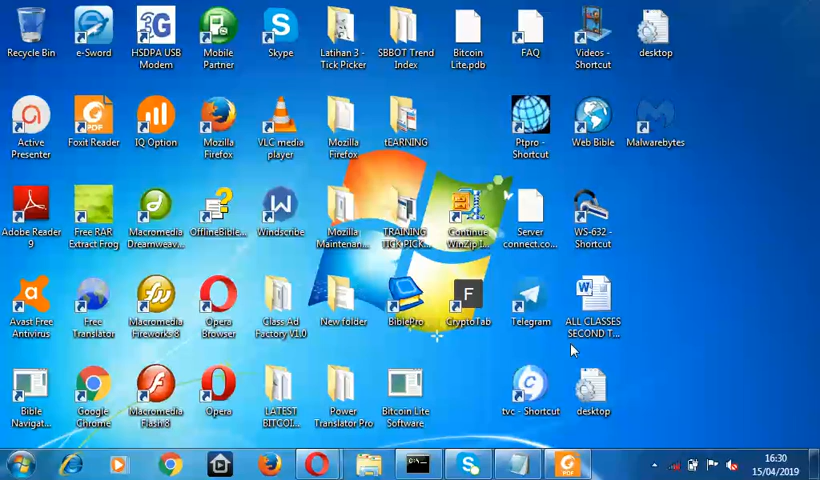 Recycle Bin
e-Sword
HSDPA USB
Modem
Mobile
Partner
Skype
Latihan 3 -
Tick Picker
SBBOT Trend
Index
Bitcoin
Lite.pdb
FAQ
Videos -
Shortcut
desktop
Active
Presenter
PDF
Foxit Reader
IQ Option
Mozilla
Firefox
VLC media
player
Mozilla
Firefox
tEARNING
Ptpro -
Shortcut
Web Bible
Malwarebytes
Adobe Reader
9
Free RAR
Extract Frog
Macromedia
Dreamweav...
OfflineBible...
Windscribe
Mozilla
Maintenan...
TRAINING
TICK PICK...
Continue
WinZip I...
Server
connect.co...
WS-632 -
Shortcut
Avast Free
Antivirus
Free
Translator
Macromedia
Fireworks 8
Opera
Browser
Class Ad
Factory V1.0
New folder
BiblePro
CryptoTab
Telegram
ALL CLASSES
SECOND T...
Bible
Navigat...
Google
Chrome
Macromedia
Flash 8
Opera
LATEST
BITCOI...
Power
Translator Pro
Bitcoin Lite
Software
tvc - Shortcut
desktop
16:30
15/04/2019